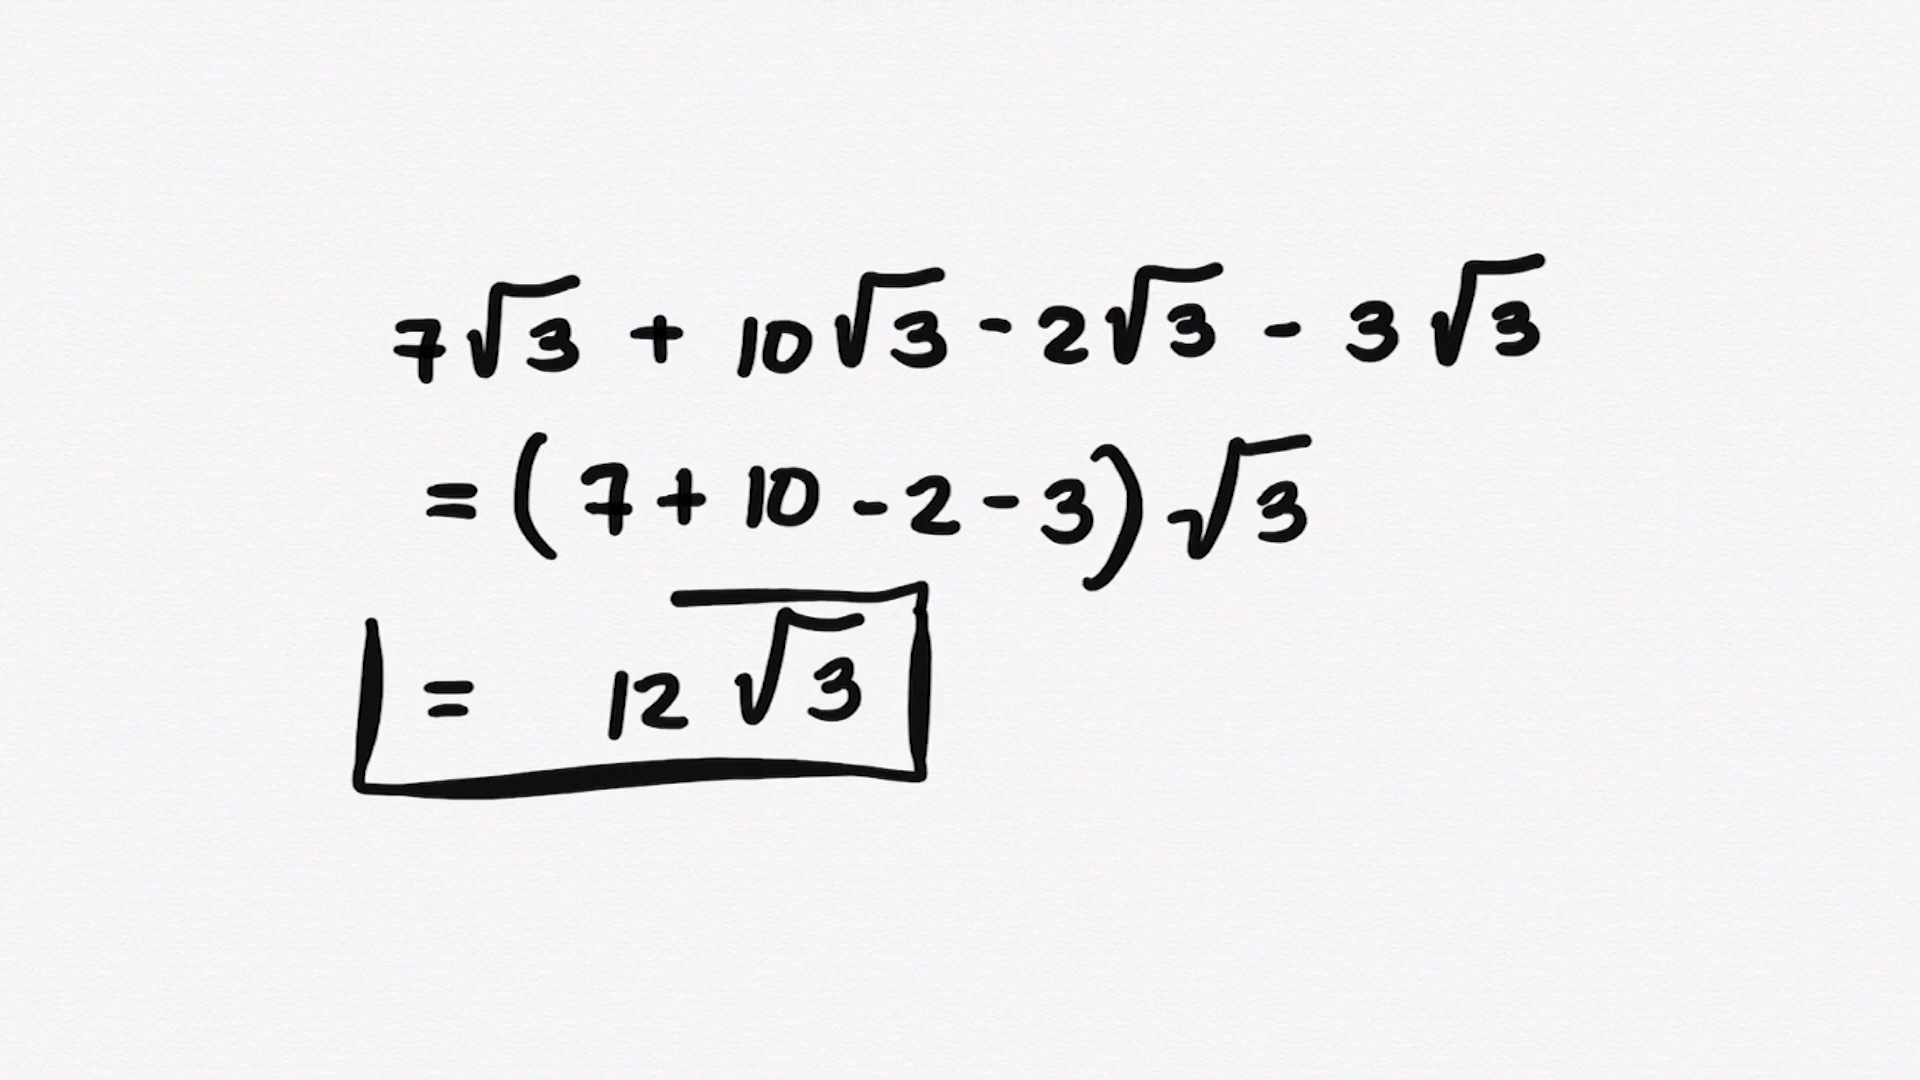 7√3 + 10√3 - 2√3 - 3√3
= (7 + 10 - 2 - 3)√3
= 12√3